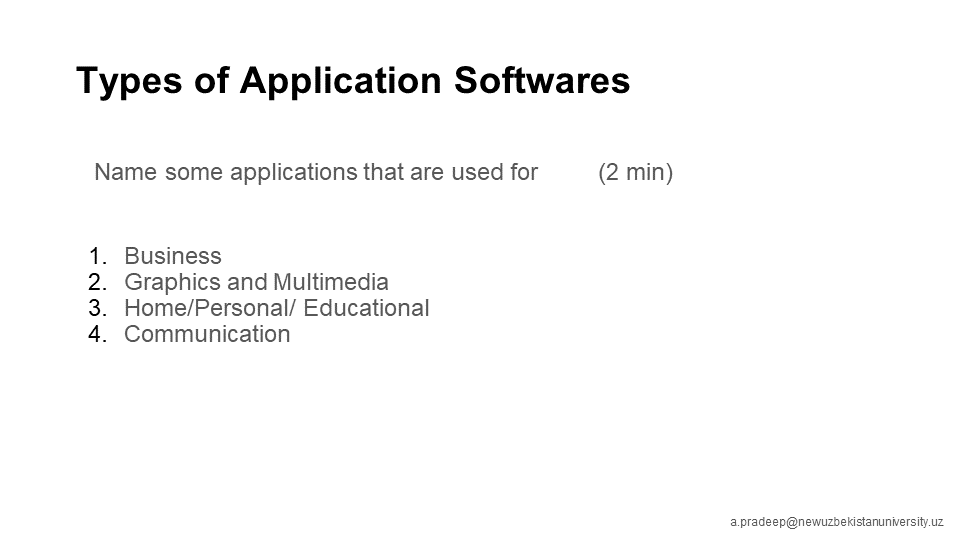 Types of Application Softwares
Name some applications that are used for (2 min)
1. Business
2. Graphics and Multimedia
3. Home/Personal/ Educational
4. Communication
a.pradeep@newuzbekistanuniversity.uz